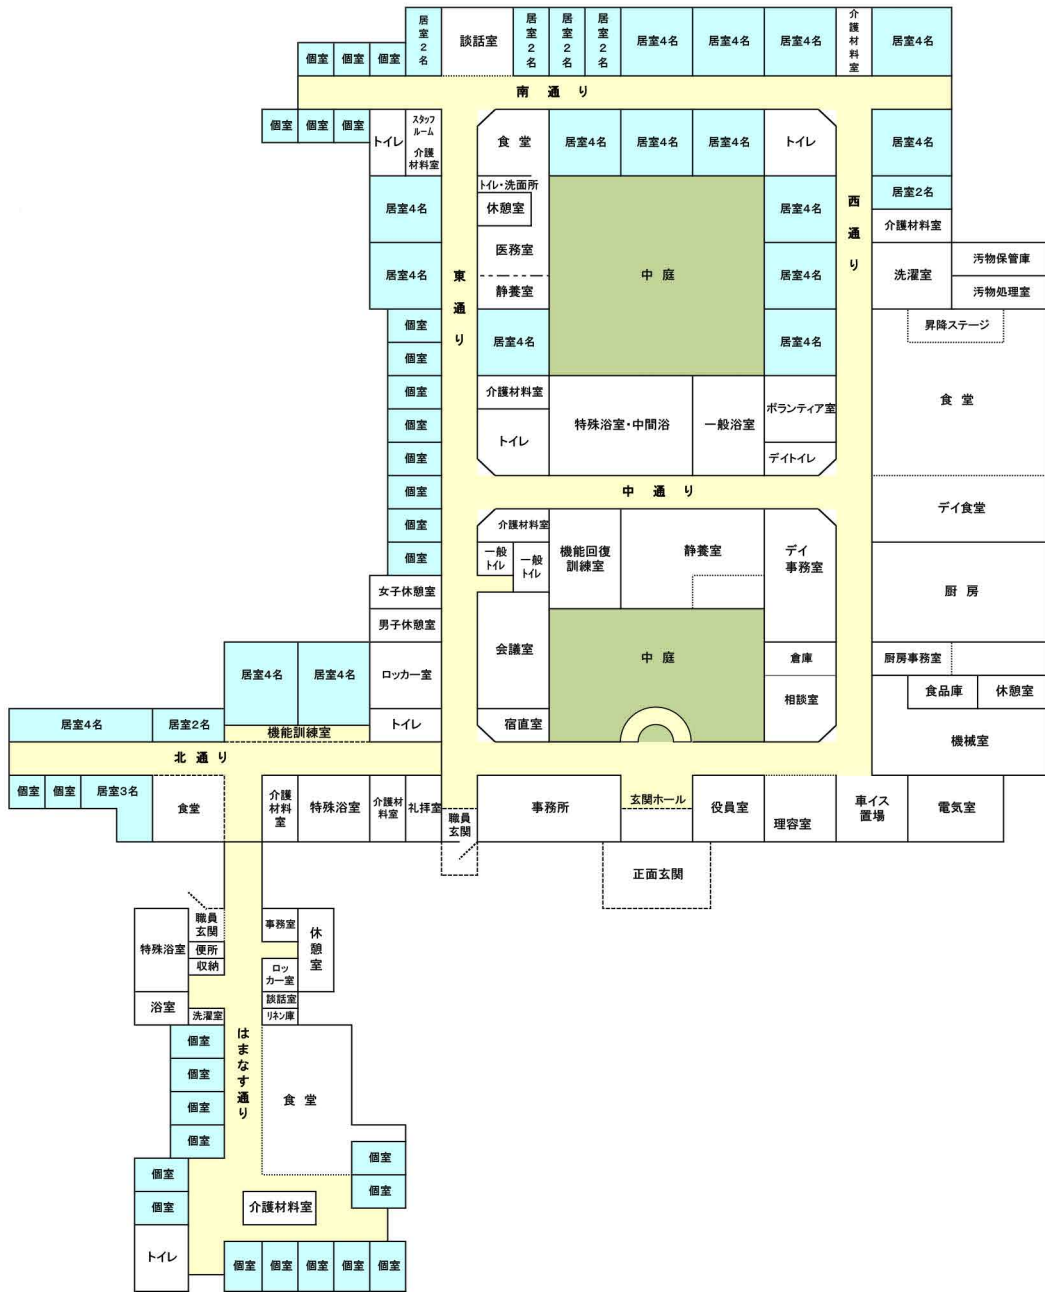 居室2名
談話室
居室2名
居室2名
居室2名
居室4名
居室4名
居室4名
介護材料室
居室4名
個室
個室
個室
南通り
個室
個室
個室
トイレ
スタッフ
ルーム
介護
材料室
食堂
居室4名
居室4名
居室4名
トイレ
居室4名
トイレ・洗面所
居室4名
休憩室
居室4名
西通り
居室2名
介護材料室
医務室
中庭
東通り
居室4名
静養室
居室4名
洗濯室
汚物保管庫
汚物処理室
個室
居室4名
居室4名
昇降ステージ
個室
個室
介護材料室
特殊浴室・中間浴
一般浴室
ボランティア室
食堂
個室
トイレ
個室
デイトイレ
個室
中通り
デイ食堂
個室
介護材料室
機能回復
訓練室
静養室
デイ
事務室
個室
一般
トイレ
一般
トイレ
女子休憩室
厨房
男子休憩室
会議室
中庭
倉庫
厨房事務室
居室4名
居室4名
ロッカー室
相談室
食品庫
休憩室
居室4名
居室2名
機能訓練室
トイレ
宿直室
機械室
北通り
個室
個室
居室3名
食堂
介護
材料
室
特殊浴室
介護材
料室
礼拝室
職員
玄関
事務所
玄関ホール
役員室
理容室
車イス
置場
電気室
正面玄関
特殊浴室
職員
玄関
便所
収納
事務室
休憩室
ロッ
カー室
浴室
談話室
洗濯室
リネン庫
はまなす通り
個室
個室
個室
個室
食堂
個室
個室
個室
個室
介護材料室
トイレ
個室
個室
個室
個室
個室